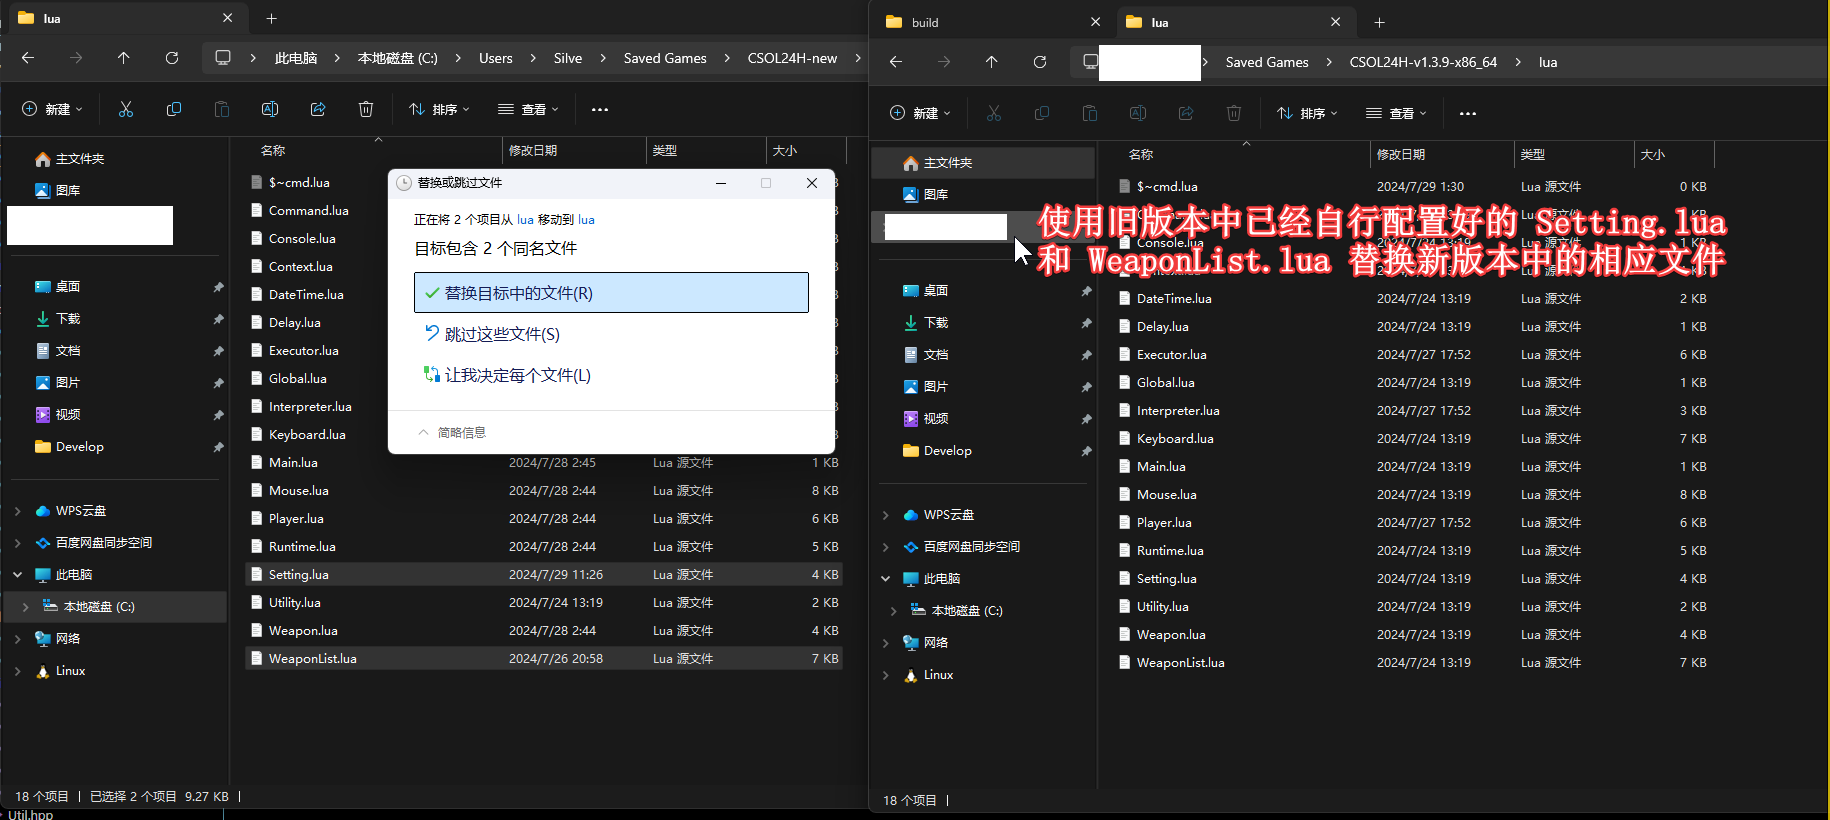 lua
此电脑 本地磁盘 (C:) Users Silve Saved Games CSOL24H-new
新建 排序 查看
主文件夹
图库
桌面
下载
文档
图片
视频
Develop
WPS云盘
百度网盘同步空间
此电脑
本地磁盘 (C:)
网络
Linux
名称 修改日期 类型 大小
$~cmd.lua
Command.lua
Console.lua
Context.lua
DateTime.lua
Delay.lua
Executor.lua
Global.lua
Interpreter.lua
Keyboard.lua
Main.lua 2024/7/28 2:45 Lua 源文件 1 KB
Mouse.lua 2024/7/28 2:44 Lua 源文件 8 KB
Player.lua 2024/7/28 2:44 Lua 源文件 6 KB
Runtime.lua 2024/7/28 2:44 Lua 源文件 5 KB
Setting.lua 2024/7/29 11:26 Lua 源文件 4 KB
Utility.lua 2024/7/24 13:19 Lua 源文件 2 KB
Weapon.lua 2024/7/28 2:44 Lua 源文件 4 KB
WeaponList.lua 2024/7/26 20:58 Lua 源文件 7 KB
18 个项目 已选择 2 个项目 9.27 KB
Util.hpp
替换或跳过文件
正在将 2 个项目从 lua 移动到 lua
目标包含 2 个同名文件
替换目标中的文件(R)
跳过这些文件(S)
让我决定每个文件(L)
简略信息
build lua
Saved Games CSOL24H-v1.3.9-x86_64 lua
新建 排序 查看
主文件夹
图库
桌面
下载
文档
图片
视频
Develop
WPS云盘
百度网盘同步空间
此电脑
本地磁盘 (C:)
网络
Linux
名称 修改日期 类型 大小
$~cmd.lua 2024/7/29 1:30 Lua 源文件 0 KB
使用旧版本中已经自行配置好的 Setting.lua
Console.lua
和 WeaponList.lua 替换新版本中的相应文件
DateTime.lua 2024/7/24 13:19 Lua 源文件 2 KB
Delay.lua 2024/7/24 13:19 Lua 源文件 1 KB
Executor.lua 2024/7/27 17:52 Lua 源文件 6 KB
Global.lua 2024/7/24 13:19 Lua 源文件 1 KB
Interpreter.lua 2024/7/27 17:52 Lua 源文件 3 KB
Keyboard.lua 2024/7/24 13:19 Lua 源文件 7 KB
Main.lua 2024/7/24 13:19 Lua 源文件 1 KB
Mouse.lua 2024/7/24 13:19 Lua 源文件 8 KB
Player.lua 2024/7/27 17:52 Lua 源文件 6 KB
Runtime.lua 2024/7/24 13:19 Lua 源文件 5 KB
Setting.lua 2024/7/24 13:19 Lua 源文件 4 KB
Utility.lua 2024/7/24 13:19 Lua 源文件 2 KB
Weapon.lua 2024/7/24 13:19 Lua 源文件 4 KB
WeaponList.lua 2024/7/24 13:19 Lua 源文件 7 KB
18 个项目